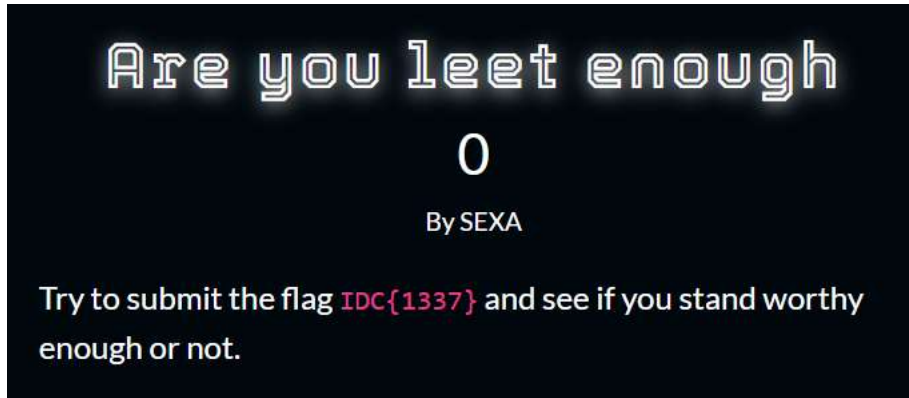 Are you leet enough
0
By SEXA
Try to submit the flag IDC{1337} and see if you stand worthy
enough or not.